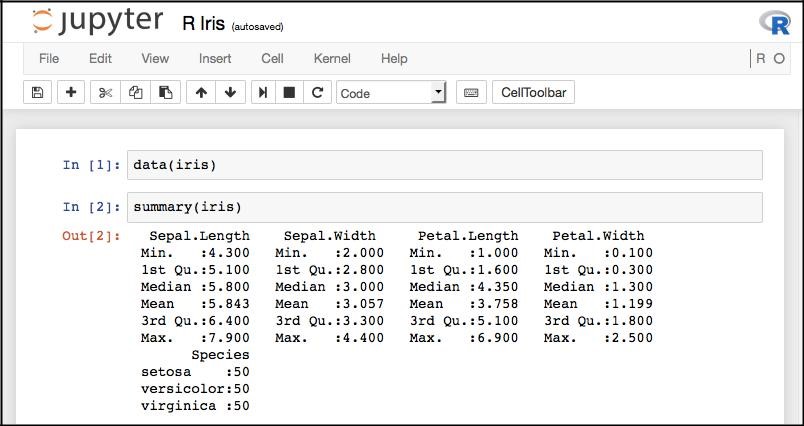 jupyter R Iris (autosaved) R
File Edit View Insert Cell Kernel Help R
Code CellToolbar
In [1]: data(iris)
In [2]: summary(iris)
Out[2]: Sepal.Length Sepal.Width Petal.Length Petal.Width
Min. :4.300 Min. :2.000 Min. :1.000 Min. :0.100
1st Qu.:5.100 1st Qu.:2.800 1st Qu.:1.600 1st Qu.:0.300
Median :5.800 Median :3.000 Median :4.350 Median :1.300
Mean :5.843 Mean :3.057 Mean :3.758 Mean :1.199
3rd Qu.:6.400 3rd Qu.:3.300 3rd Qu.:5.100 3rd Qu.:1.800
Max. :7.900 Max. :4.400 Max. :6.900 Max. :2.500
Species
setosa :50
versicolor:50
virginica :50